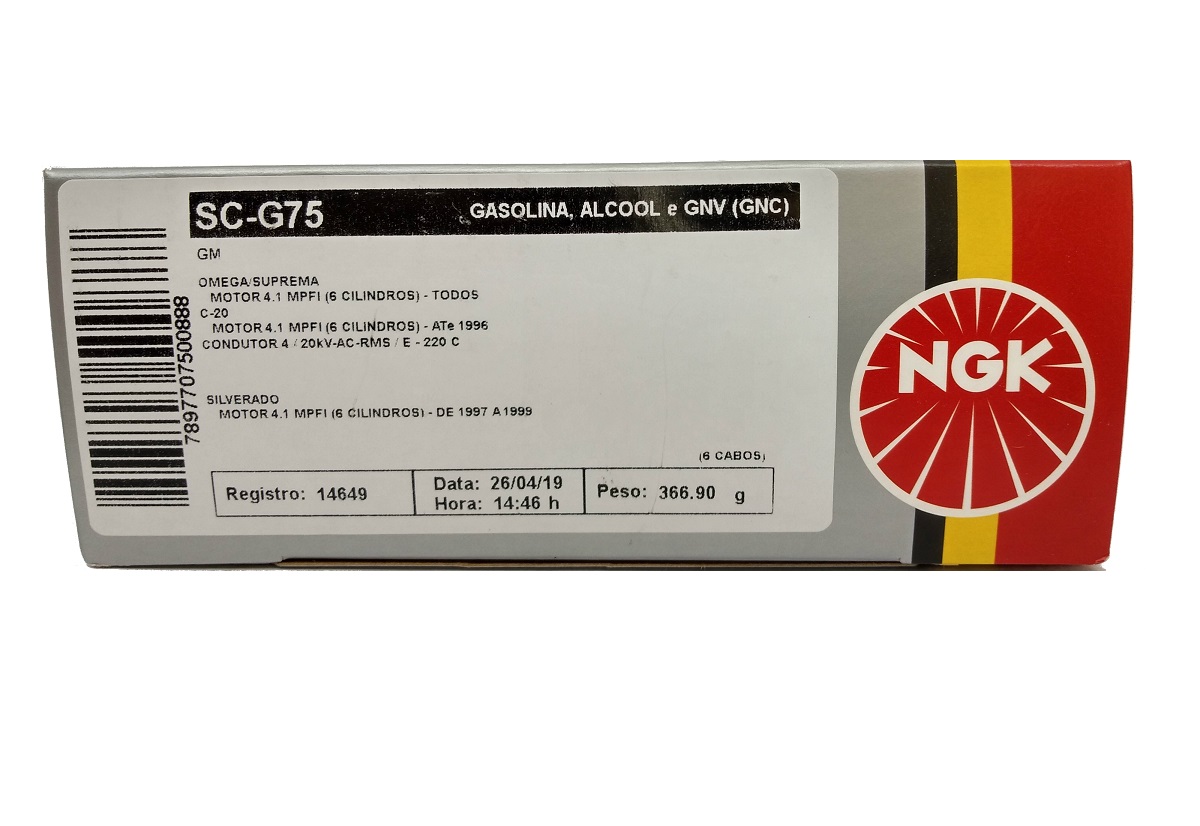 SC-G75 GASOLINA, ALCOOL e GNV (GNC)
GM
OMEGA/SUPREMA
MOTOR 4.1 MPFI (6 CILINDROS) - TODOS
C-20
MOTOR 4.1 MPFI (6 CILINDROS) - ATe 1996
CONDUTOR 4 / 20kV-AC-RMS / E - 220 C
SILVERADO
MOTOR 4.1 MPFI (6 CILINDROS) - DE 1997 A 1999
(6 CABOS)
Registro: 14649
Data: 26/04/19
Hora: 14:46 h
Peso: 366.90 g
7897707500888
NGK